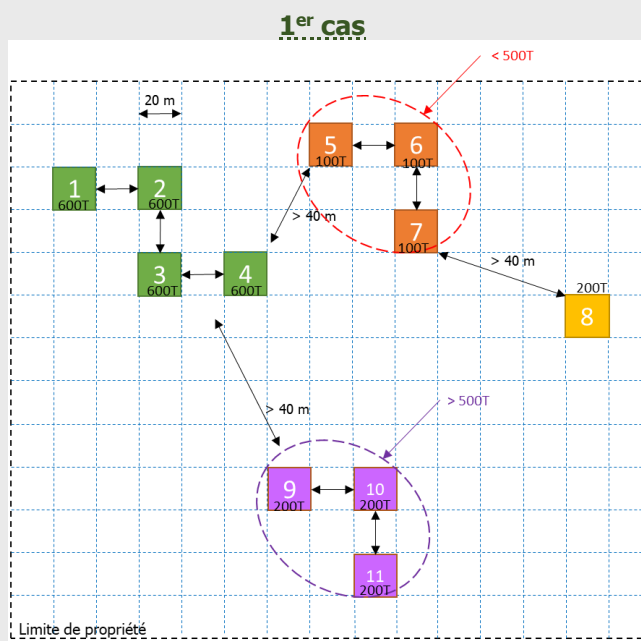 1er cas
< 500T
20 m
5
100T
6
100T
1
600T
2
600T
> 40 m
7
100T
3
600T
4
600T
> 40 m
200T
8
> 40 m
> 500T
9
200T
10
200T
11
200T
Limite de propriété